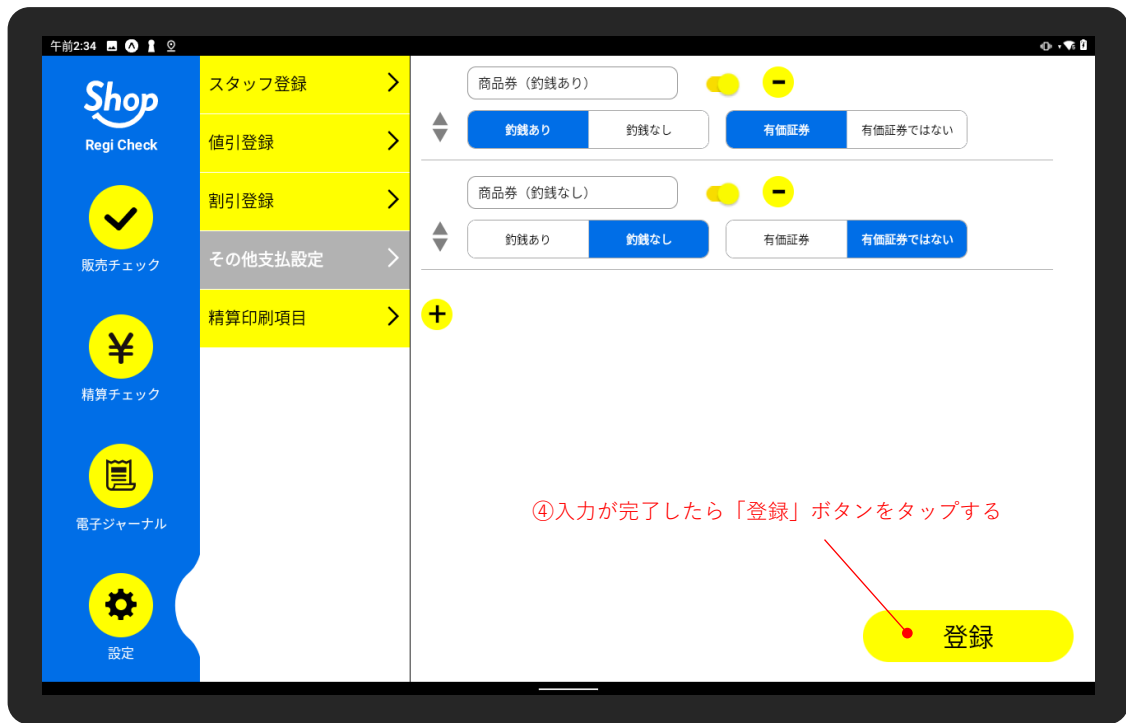 午前2:34
Shop
Regi Check
販売チェック
精算チェック
電子ジャーナル
設定
スタッフ登録
値引登録
割引登録
その他支払設定
精算印刷項目
商品券（釣銭あり）
釣銭あり 釣銭なし 有価証券 有価証券ではない
商品券（釣銭なし）
釣銭あり 釣銭なし 有価証券 有価証券ではない
④入力が完了したら「登録」ボタンをタップする
登録